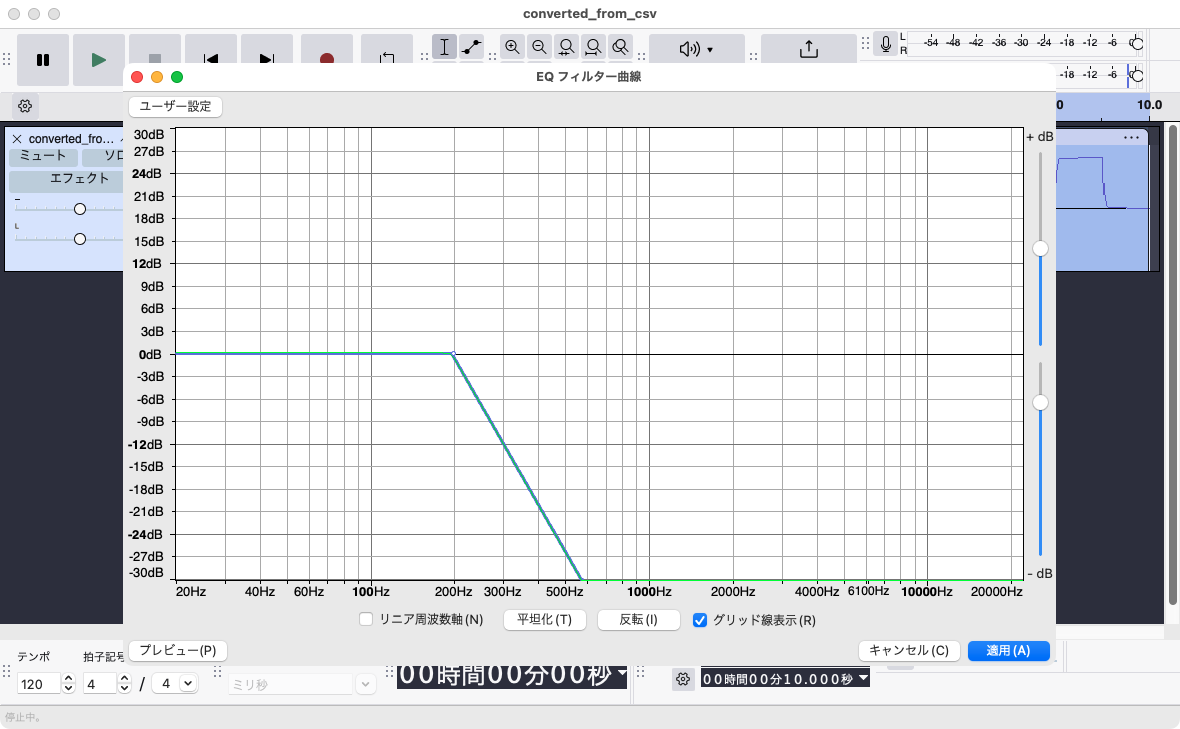 converted_from_csv
L
R
-54 -48 -42 -36 -30 -24 -18 -12 -6 0
-18 -12 -6 0
EQ フィルター曲線
ユーザー設定
0 10.0
converted_fro...
ミュート ソロ
エフェクト
L
+ dB
30dB
27dB
24dB
21dB
18dB
15dB
12dB
9dB
6dB
3dB
0dB
-3dB
-6dB
-9dB
-12dB
-15dB
-18dB
-21dB
-24dB
-27dB
-30dB
- dB
20Hz 40Hz 60Hz 100Hz 200Hz 300Hz 500Hz 1000Hz 2000Hz 4000Hz 6100Hz 10000Hz 20000Hz
リニア周波数軸(N) 平坦化(T) 反転(I) グリッド線表示(R)
プレビュー(P) キャンセル(C) 適用(A)
テンポ 拍子記号
120 4 / 4 ミリ秒 00時間00分00秒 00時間00分10.000秒
停止中。